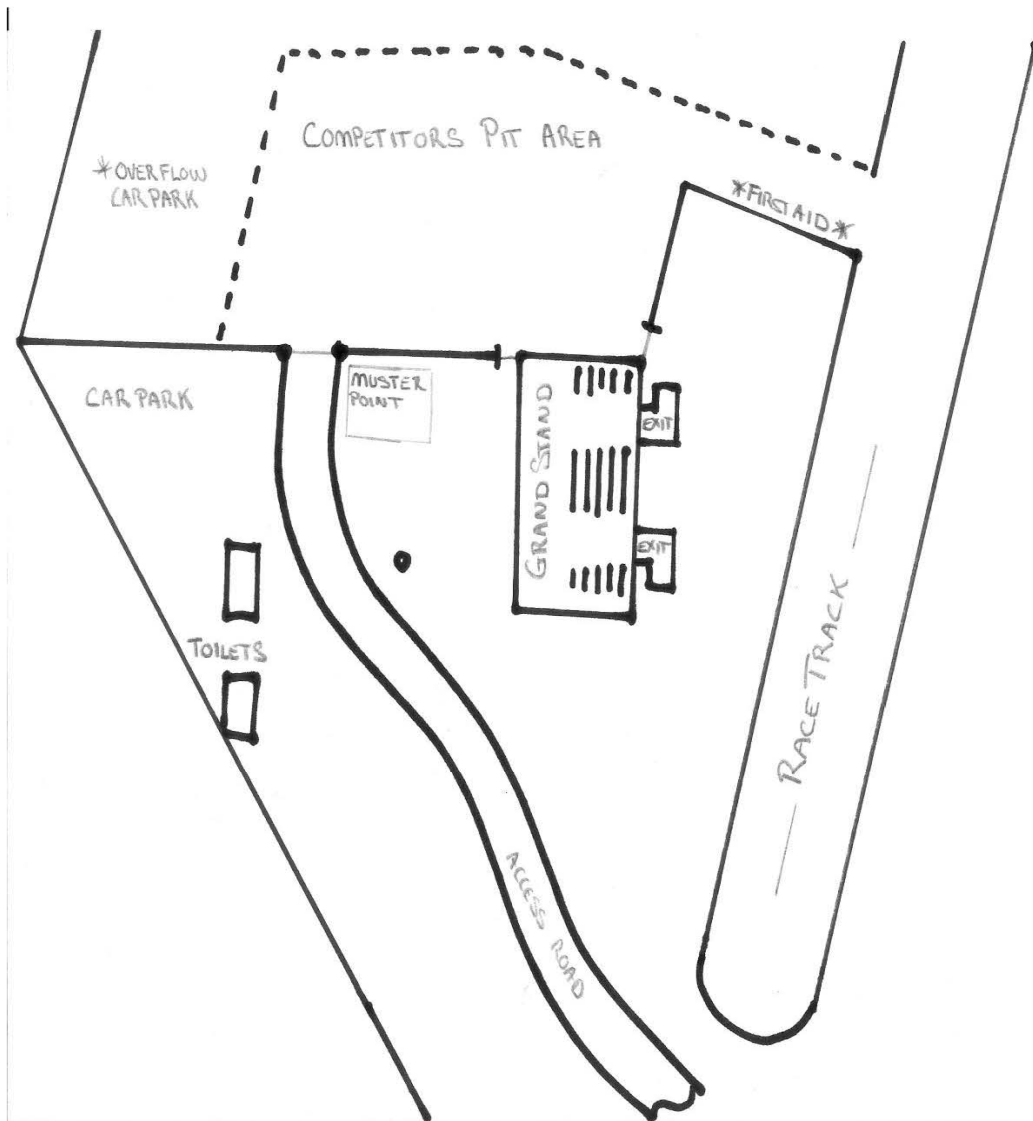 COMPETITORS PIT AREA
*OVERFLOW
CAR PARK
*FIRST AID*
CAR PARK
MUSTER
POINT
GRAND STAND
EXIT
EXIT
TOILETS
RACE TRACK
ACCESS ROAD